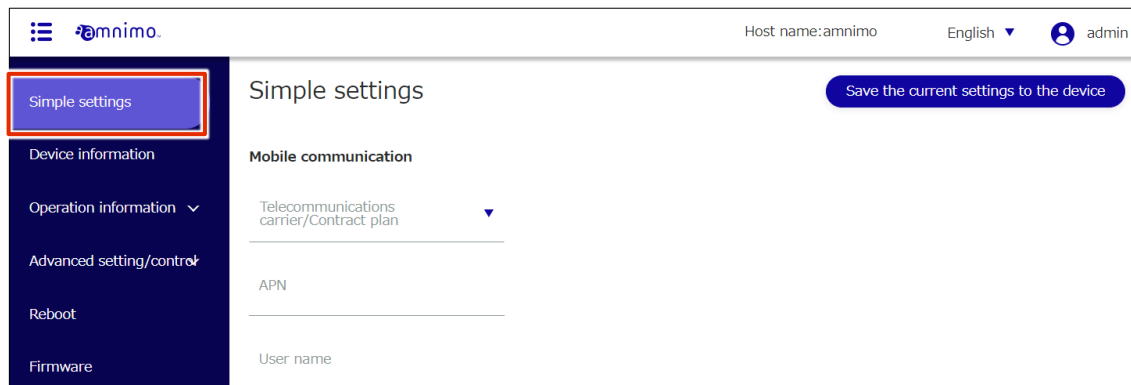 amnimo
Host name:amnimo
English
admin
Simple settings
Device information
Operation information
Advanced setting/control
Reboot
Firmware
Simple settings
Save the current settings to the device
Mobile communication
Telecommunications
carrier/Contract plan
APN
User name